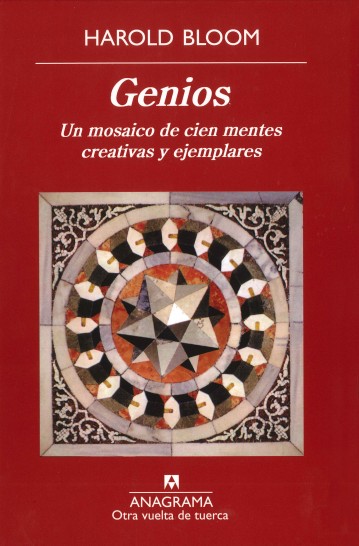 HAROLD BLOOM
Genios
Un mosaico de cien mentes
creativas y ejemplares
ANAGRAMA
Otra vuelta de tuerca